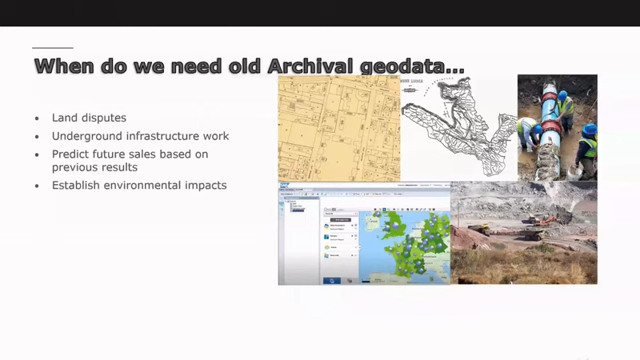 When do we need old Archival geodata...
• Land disputes
• Underground infrastructure work
• Predict future sales based on
previous results
• Establish environmental impacts